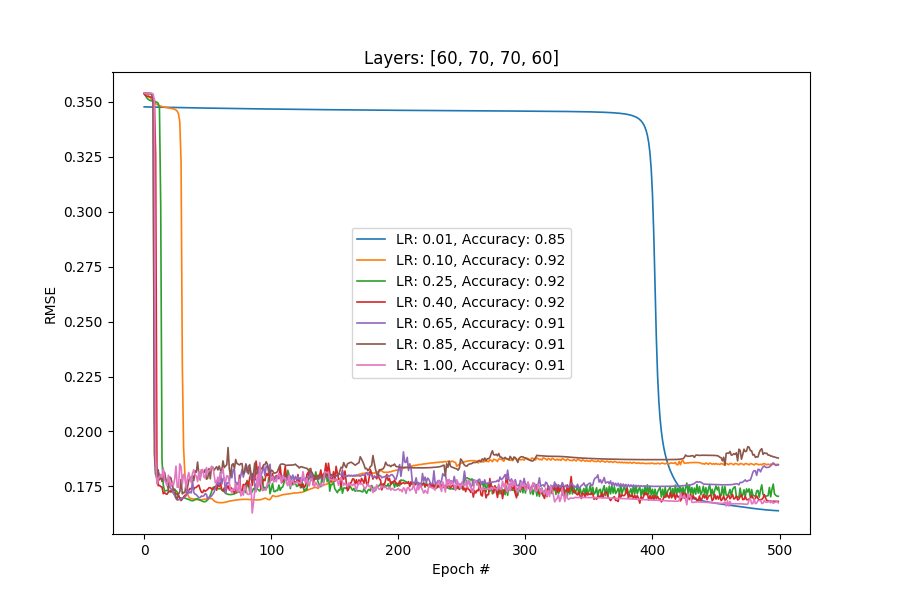 Layers: [60, 70, 70, 60]
0.350
0.325
0.300
0.275
0.250
0.225
0.200
0.175
RMSE
LR: 0.01, Accuracy: 0.85
LR: 0.10, Accuracy: 0.92
LR: 0.25, Accuracy: 0.92
LR: 0.40, Accuracy: 0.92
LR: 0.65, Accuracy: 0.91
LR: 0.85, Accuracy: 0.91
LR: 1.00, Accuracy: 0.91
0 100 200 300 400 500
Epoch #